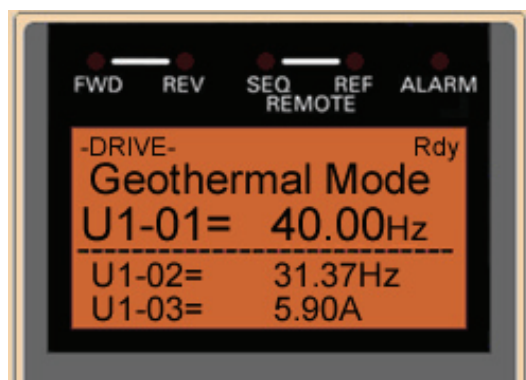 FWD REV SEQ REF ALARM
REMOTE
-DRIVE- Rdy
Geothermal Mode
U1-01= 40.00Hz
U1-02= 31.37Hz
U1-03= 5.90A